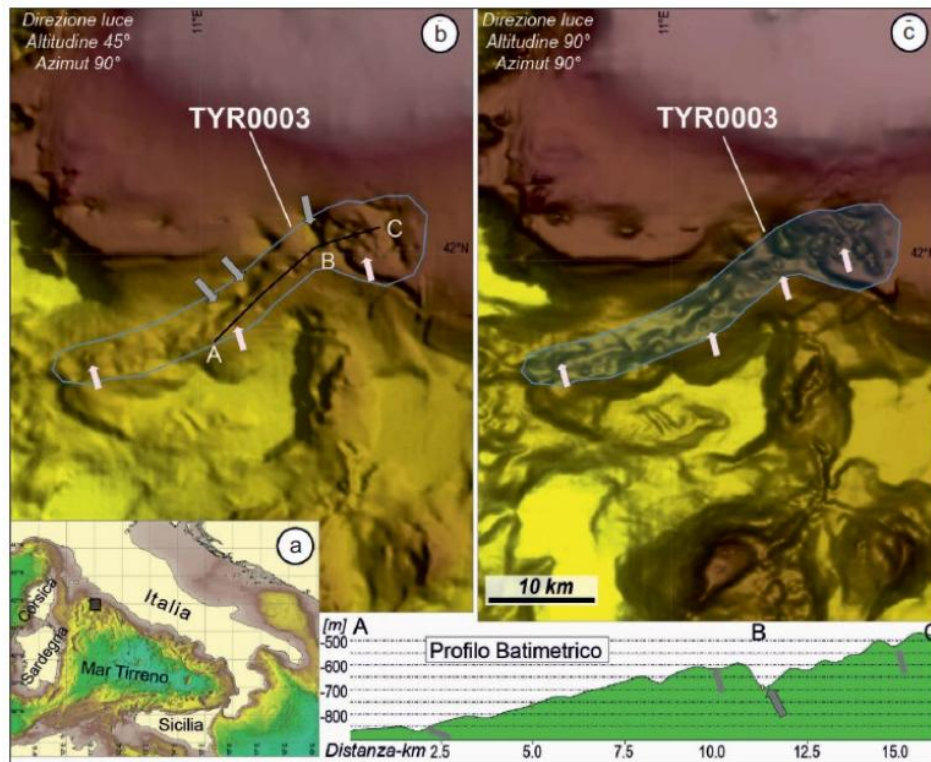 Direzione luce
Altitudine 45°
Azimut 90°
11°E
b
TYR0003
C
42°N
B
A
Direzione luce
Altitudine 90°
Azimut 90°
11°E
c
TYR0003
42°N
10 km
a
Corsica
Italia
Sardegna
Mar Tirreno
Sicilia
[m]
A
B
C
Profilo Batimetrico
-500
-600
-700
-800
Distanza-km
2.5
5.0
7.5
10.0
12.5
15.0